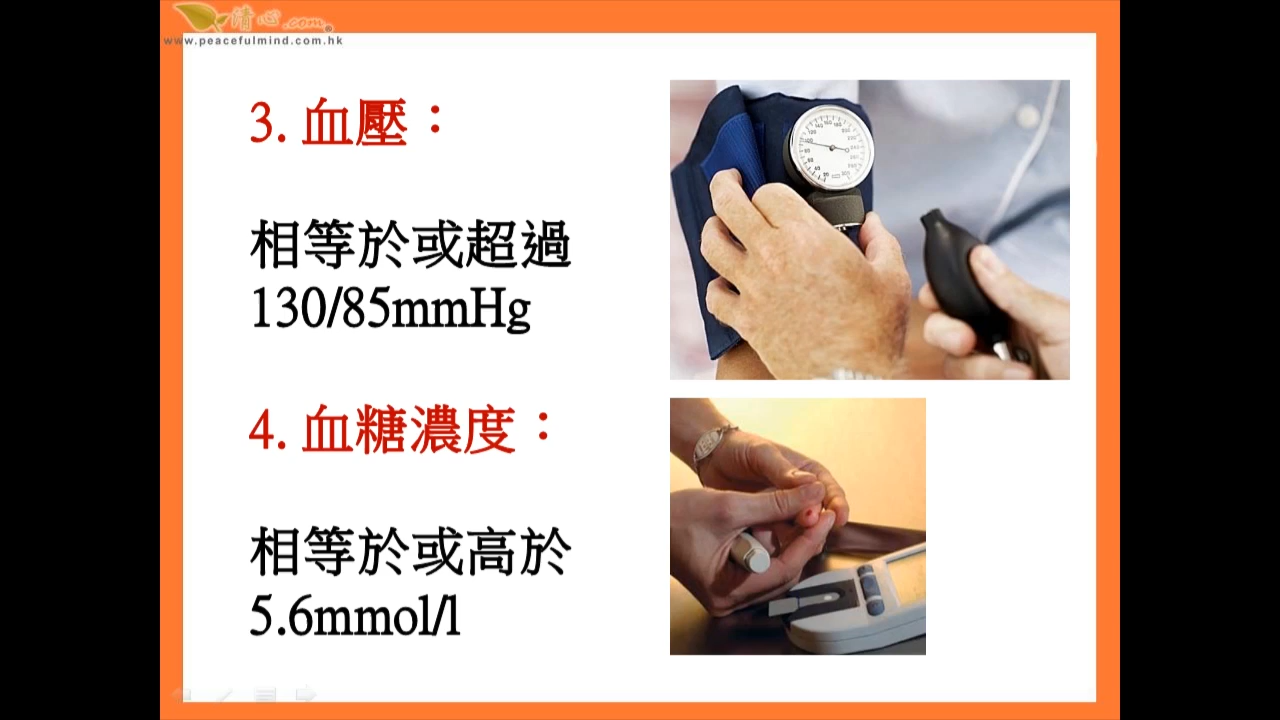 清心.com
www.peacefulmind.com.hk
3. 血壓：
相等於或超過
130/85mmHg
4. 血糖濃度：
相等於或高於
5.6mmol/l